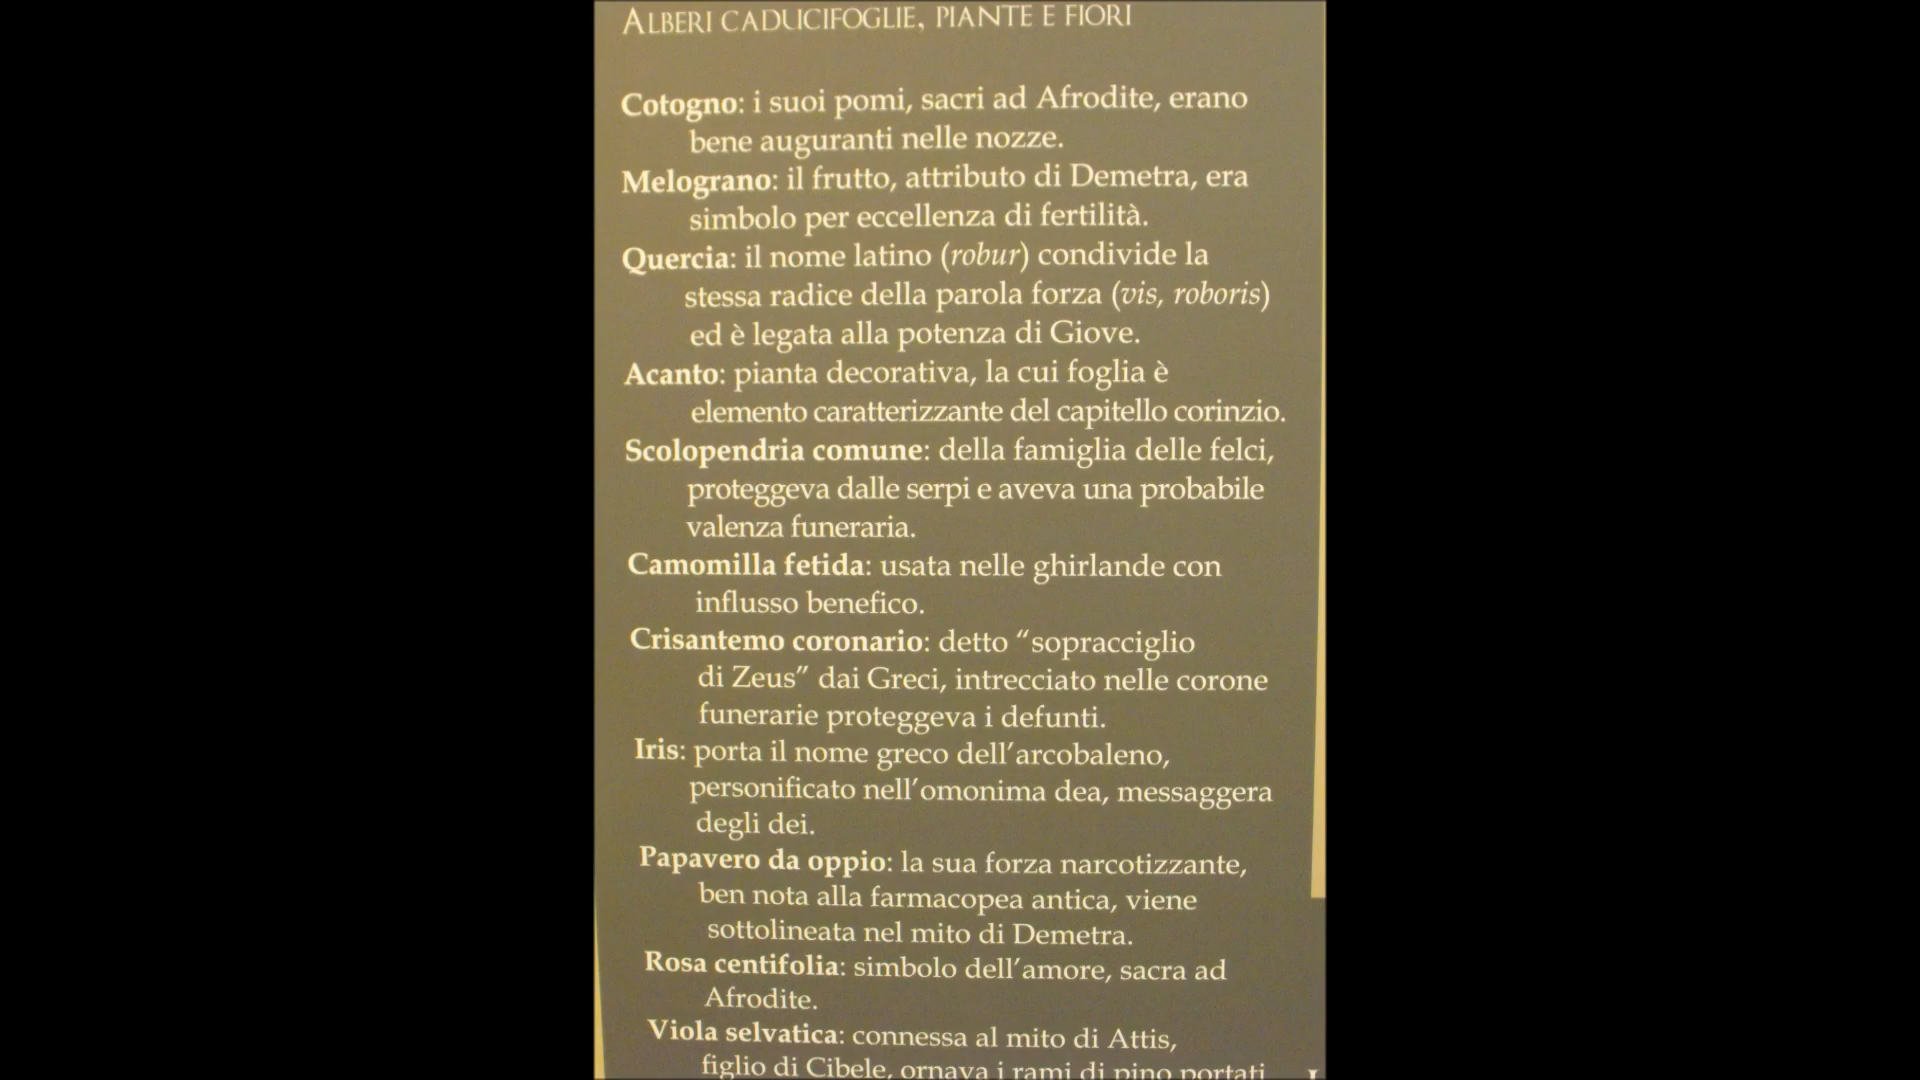 ALBERI CADUCIFOGLIE, PIANTE E FIORI
Cotogno: i suoi pomi, sacri ad Afrodite, erano
bene auguranti nelle nozze.
Melograno: il frutto, attributo di Demetra, era
simbolo per eccellenza di fertilità.
Quercia: il nome latino (robur) condivide la
stessa radice della parola forza (vis, roboris)
ed è legata alla potenza di Giove.
Acanto: pianta decorativa, la cui foglia è
elemento caratterizzante del capitello corinzio.
Scolopendria comune: della famiglia delle felci,
proteggeva dalle serpi e aveva una probabile
valenza funeraria.
Camomilla fetida: usata nelle ghirlande con
influsso benefico.
Crisantemo coronario: detto “sopracciglio
di Zeus” dai Greci, intrecciato nelle corone
funerarie proteggeva i defunti.
Iris: porta il nome greco dell’arcobaleno,
personificato nell’omonima dea, messaggera
degli dei.
Papavero da oppio: la sua forza narcotizzante,
ben nota alla farmacopea antica, viene
sottolineata nel mito di Demetra.
Rosa centifolia: simbolo dell’amore, sacra ad
Afrodite.
Viola selvatica: connessa al mito di Attis,
figlio di Cibele, ornava i rami di pino portati